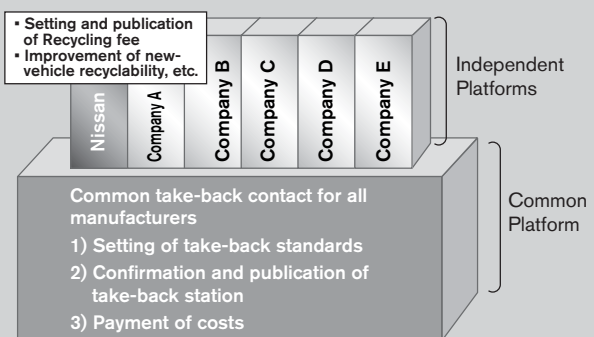 ▪ Setting and publication
of Recycling fee
▪ Improvement of new-
vehicle recyclability, etc.
Nissan
Company A
Company B
Company C
Company D
Company E
Independent
Platforms
Common take-back contact for all
manufacturers
1) Setting of take-back standards
2) Confirmation and publication of
take-back station
3) Payment of costs
Common
Platform